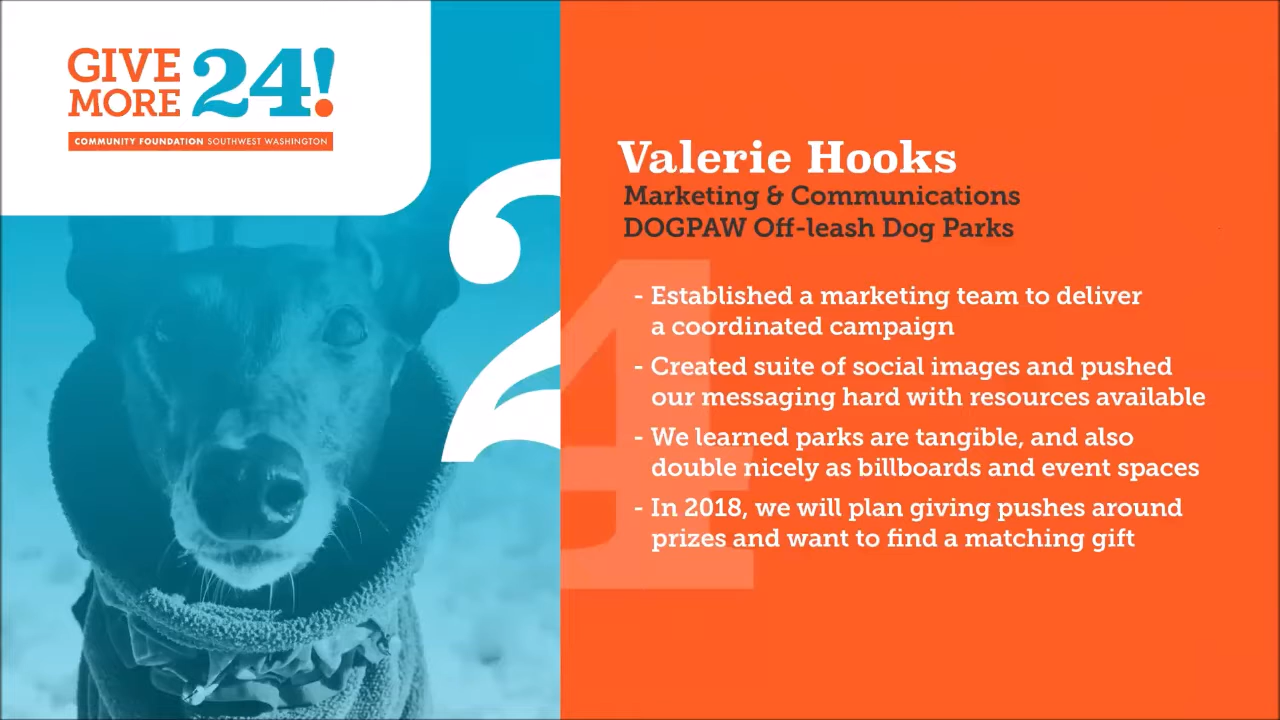 GIVE
MORE
24!
COMMUNITY FOUNDATION SOUTHWEST WASHINGTON
24
Valerie Hooks
Marketing & Communications
DOGPAW Off-leash Dog Parks
- Established a marketing team to deliver
a coordinated campaign
- Created suite of social images and pushed
our messaging hard with resources available
- We learned parks are tangible, and also
double nicely as billboards and event spaces
- In 2018, we will plan giving pushes around
prizes and want to find a matching gift